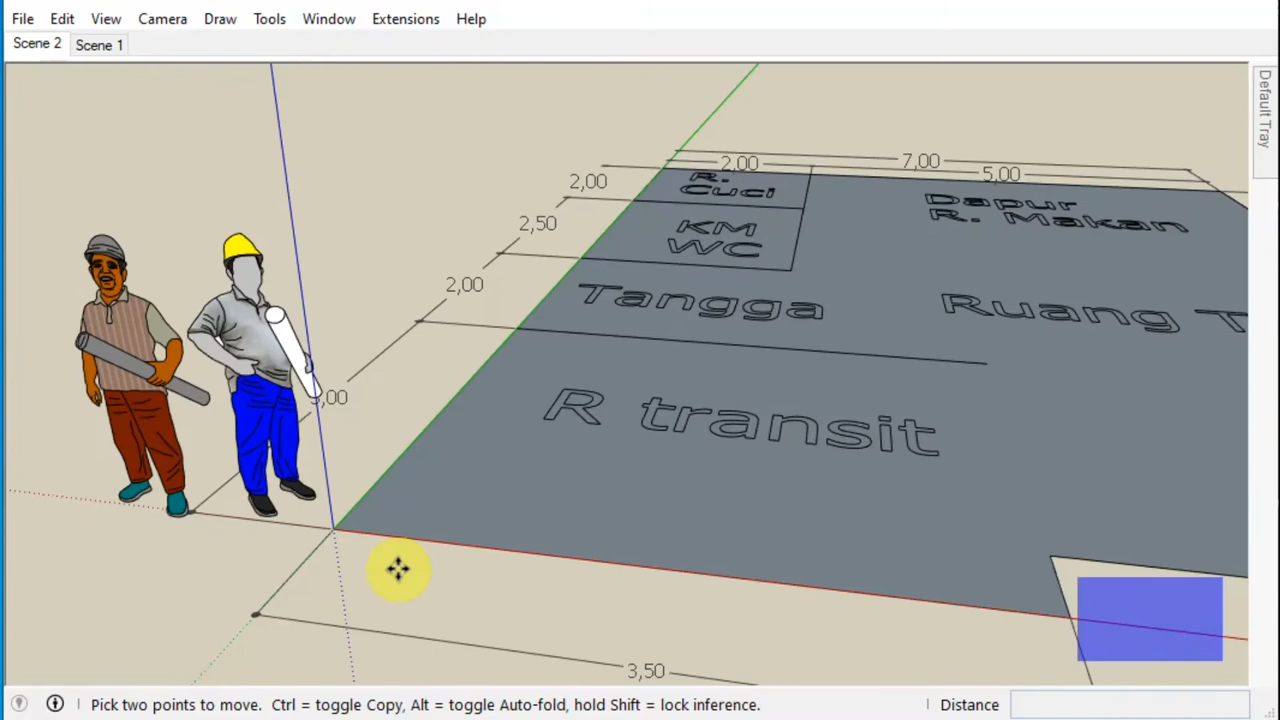 File Edit View Camera Draw Tools Window Extensions Help
Scene 2 Scene 1
Default Tray
2,00 7,00
5,00
2,00 R.
Cuci
Dapur
R. Makan
2,50 KM
WC
2,00 Tangga Ruang T
,00
R transit
3,50
Pick two points to move. Ctrl = toggle Copy, Alt = toggle Auto-fold, hold Shift = lock inference. Distance